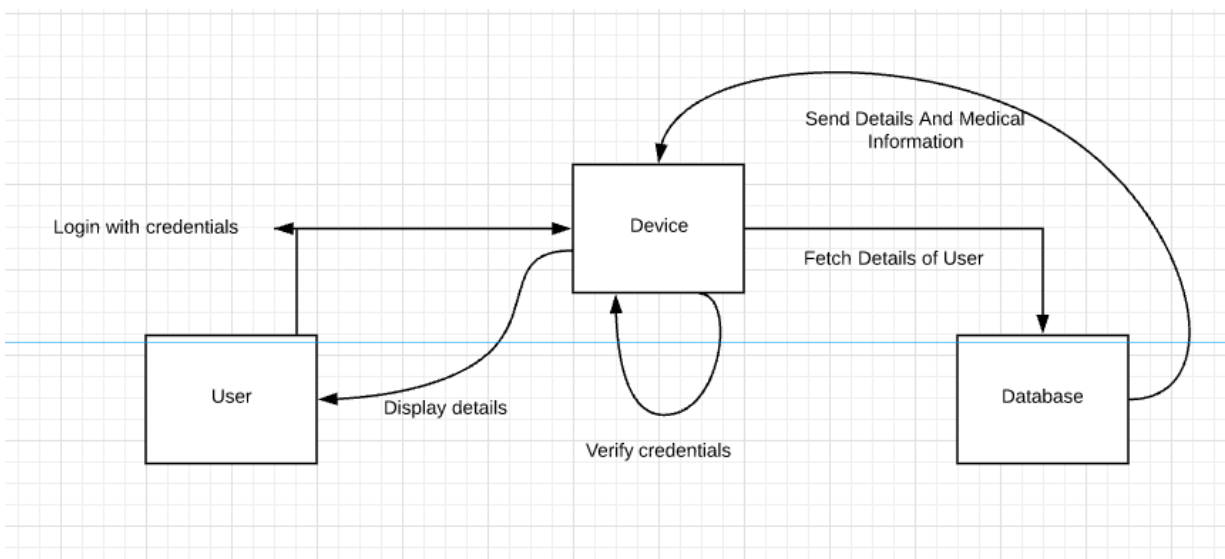 Send Details And Medical
Information
Device
Login with credentials
Fetch Details of User
User
Display details
Database
Verify credentials